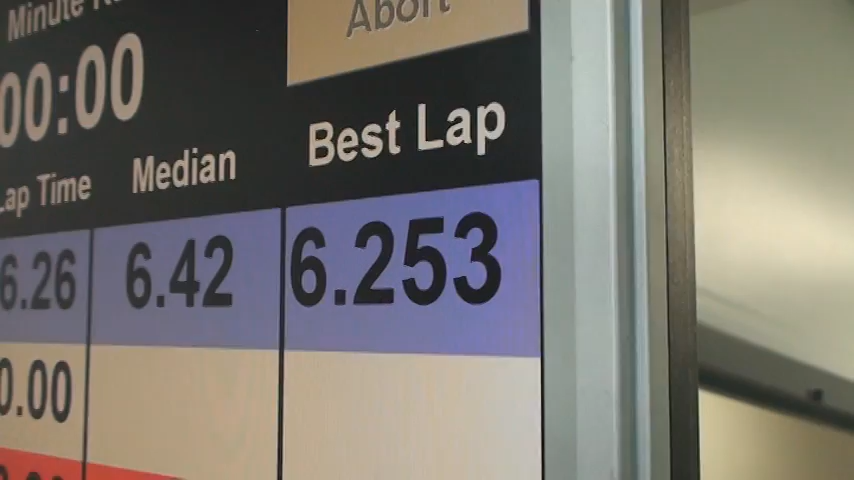 Minute
Abort
00:00
Lap Time Median Best Lap
6.26 6.42 6.253
0.00